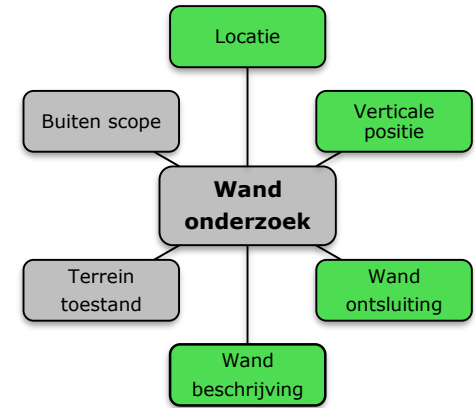 Locatie
Buiten scope
Verticale
positie
Wand
onderzoek
Terrein
toestand
Wand
ontsluiting
Wand
beschrijving